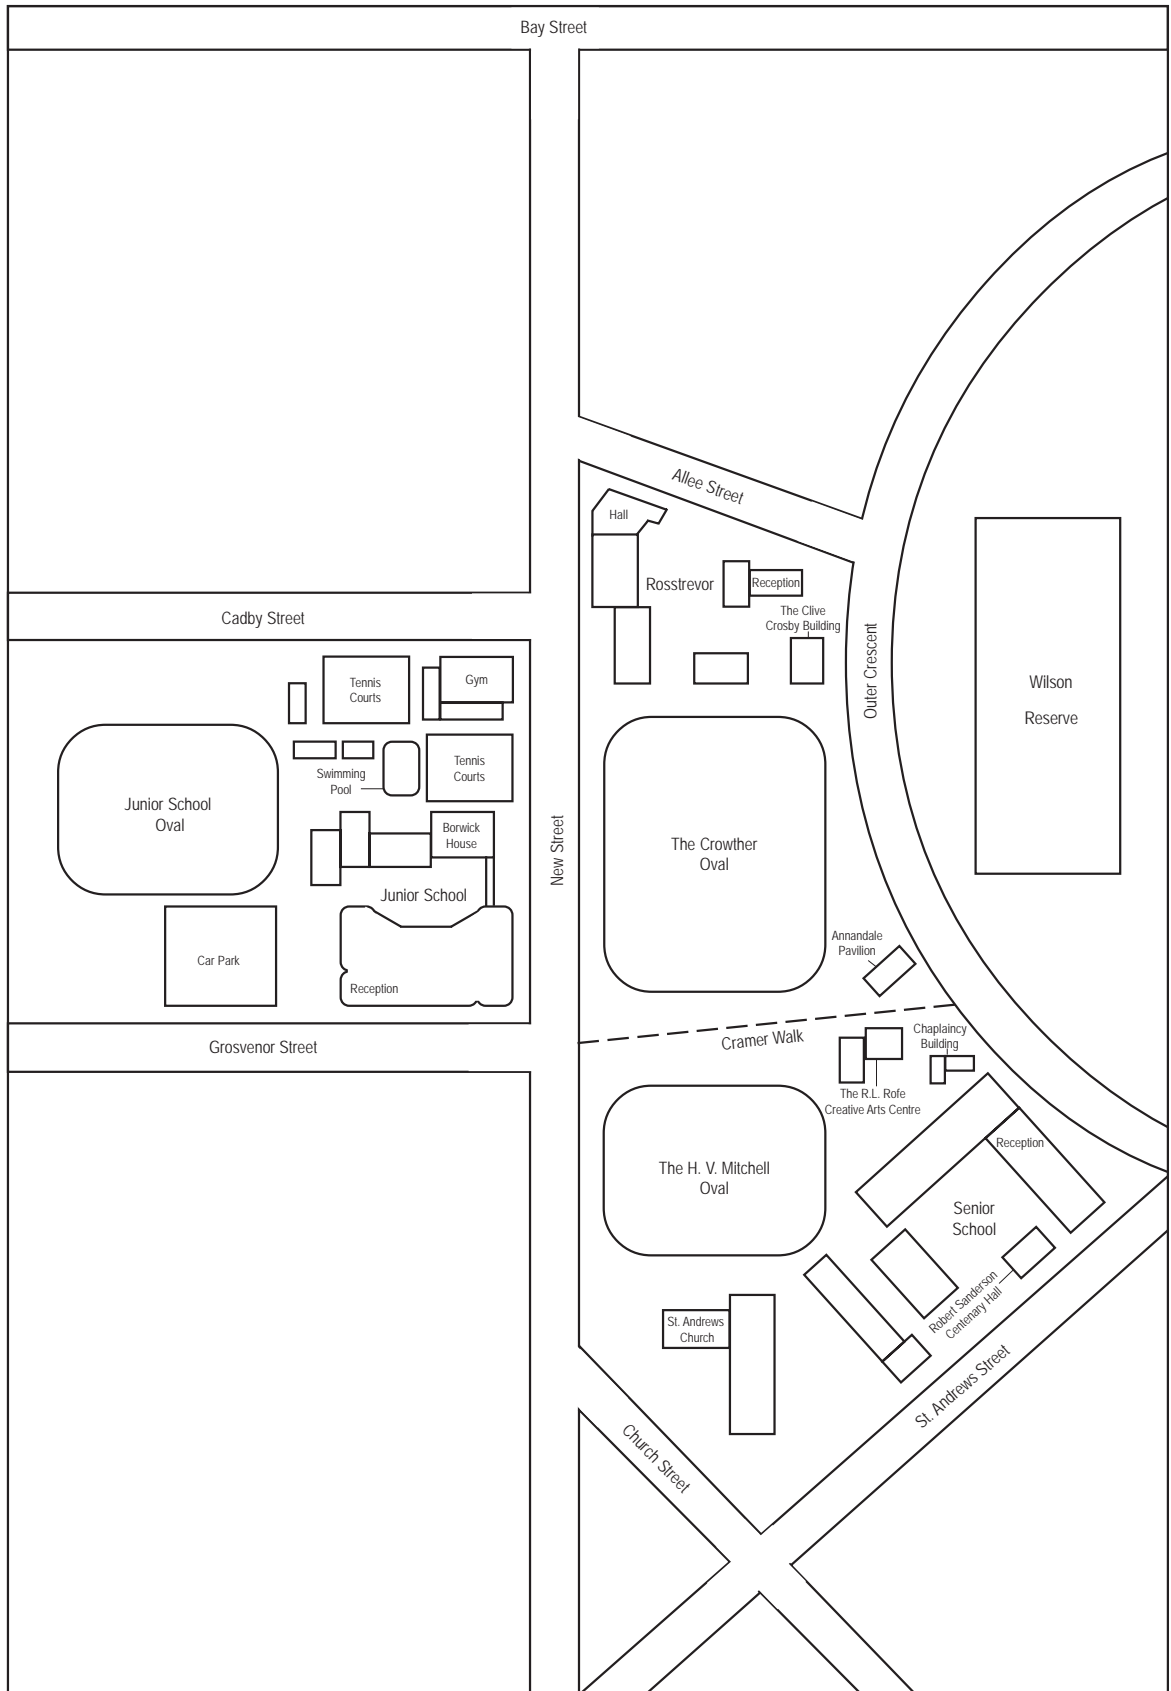 Bay Street
Allee Street
Hall
Rosstrevor
Reception
The Clive
Crosby Building
Cadby Street
Outer Crescent
Wilson
Reserve
Tennis
Courts
Gym
Swimming
Pool
Tennis
Courts
Junior School
Oval
Borwick
House
New Street
The Crowther
Oval
Junior School
Car Park
Reception
Annandale
Pavilion
Grosvenor Street
Cramer Walk
Chaplaincy
Building
The R.L. Rofe
Creative Arts Centre
Reception
The H. V. Mitchell
Oval
Senior
School
Robert Sanderson
Centenary Hall
St. Andrews
Church
St. Andrews Street
Church Street